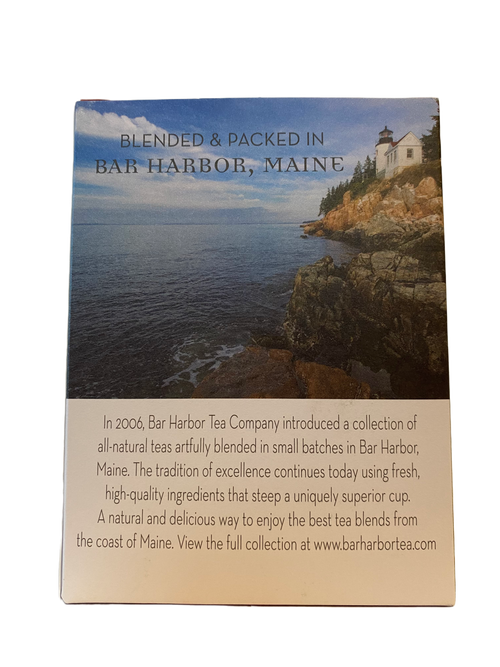 BLENDED & PACKED IN
BAR HARBOR, MAINE
In 2006, Bar Harbor Tea Company introduced a collection of
all-natural teas artfully blended in small batches in Bar Harbor,
Maine. The tradition of excellence continues today using fresh,
high-quality ingredients that steep a uniquely superior cup.
A natural and delicious way to enjoy the best tea blends from
the coast of Maine. View the full collection at www.barharbortea.com